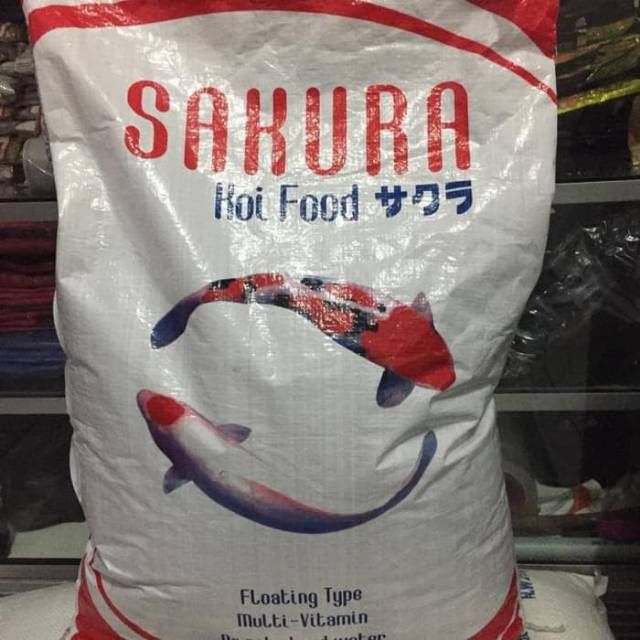 SAKURA
Koi Food サクラ
Floating Type
Multi-Vitamin